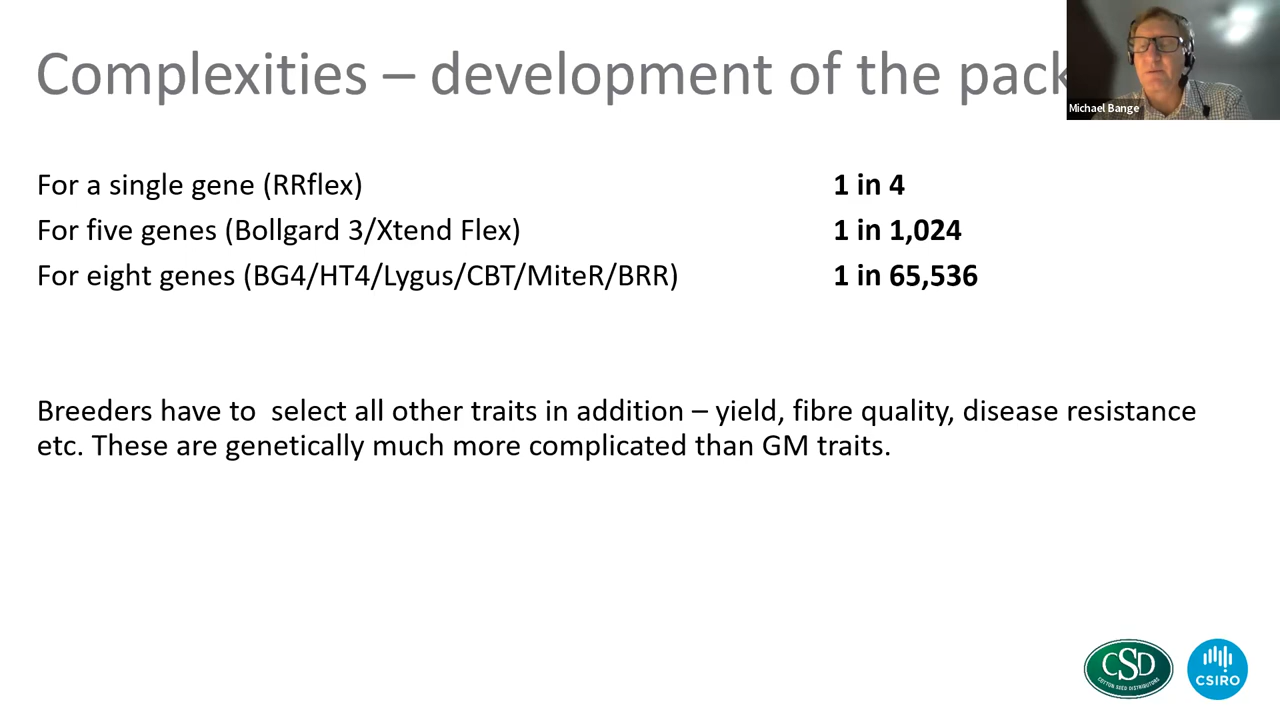 Complexities – development of the pack
Michael Bange
For a single gene (RRflex) 1 in 4
For five genes (Bollgard 3/Xtend Flex) 1 in 1,024
For eight genes (BG4/HT4/Lygus/CBT/MiteR/BRR) 1 in 65,536
Breeders have to  select all other traits in addition – yield, fibre quality, disease resistance
etc. These are genetically much more complicated than GM traits.
CSD
COTTON SEED DISTRIBUTORS
CSIRO